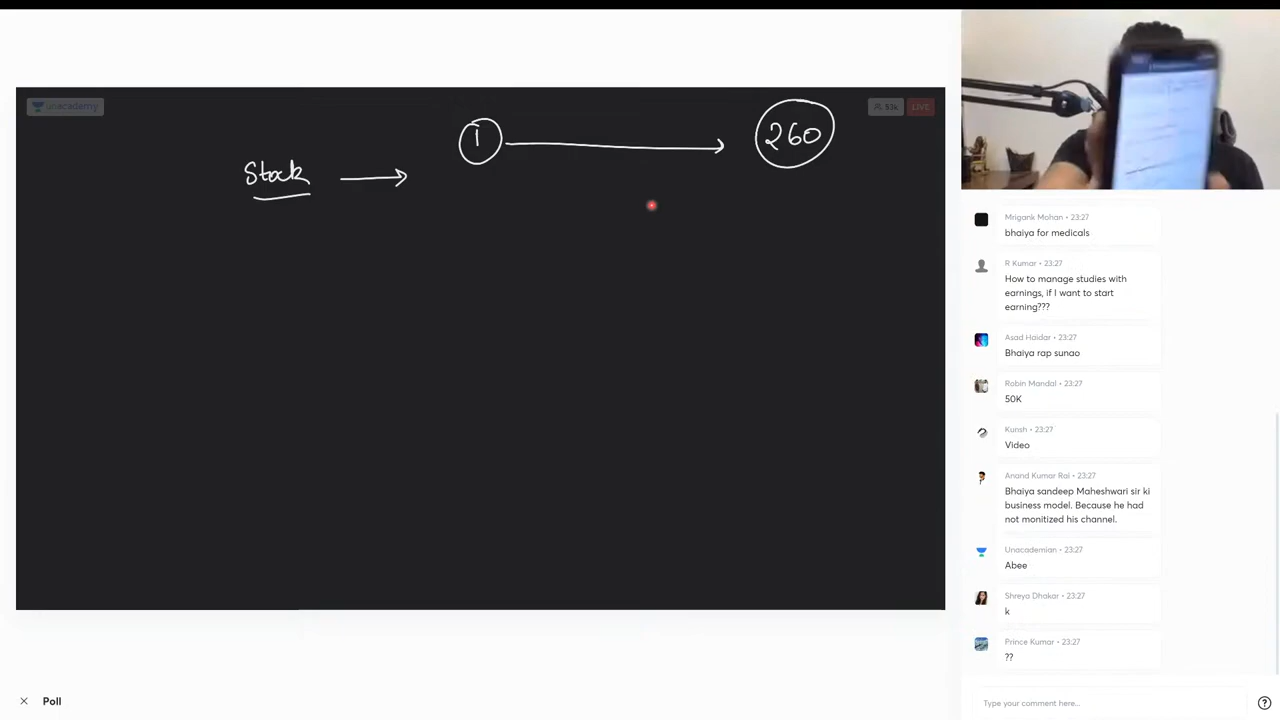 unacademy
5.1k
LIVE
1
260
Stock
Mrigank Mohan • 23:27
bhaiya for medicals
R Kumar • 23:27
How to manage studies with
earnings, if I want to start
earning???
Asad Haidar • 23:27
Bhaiya rap sunao
Robin Mandal • 23:27
50K
Kunsh • 23:27
Video
Anand Kumar Rai • 23:27
Bhaiya sandeep Maheshwari sir ki
business model. Because he had
not monitized his channel.
Unacademian • 23:27
Abee
Shreya Dhakar • 23:27
k
Prince Kumar • 23:27
??
Poll
Type your comment here...
?